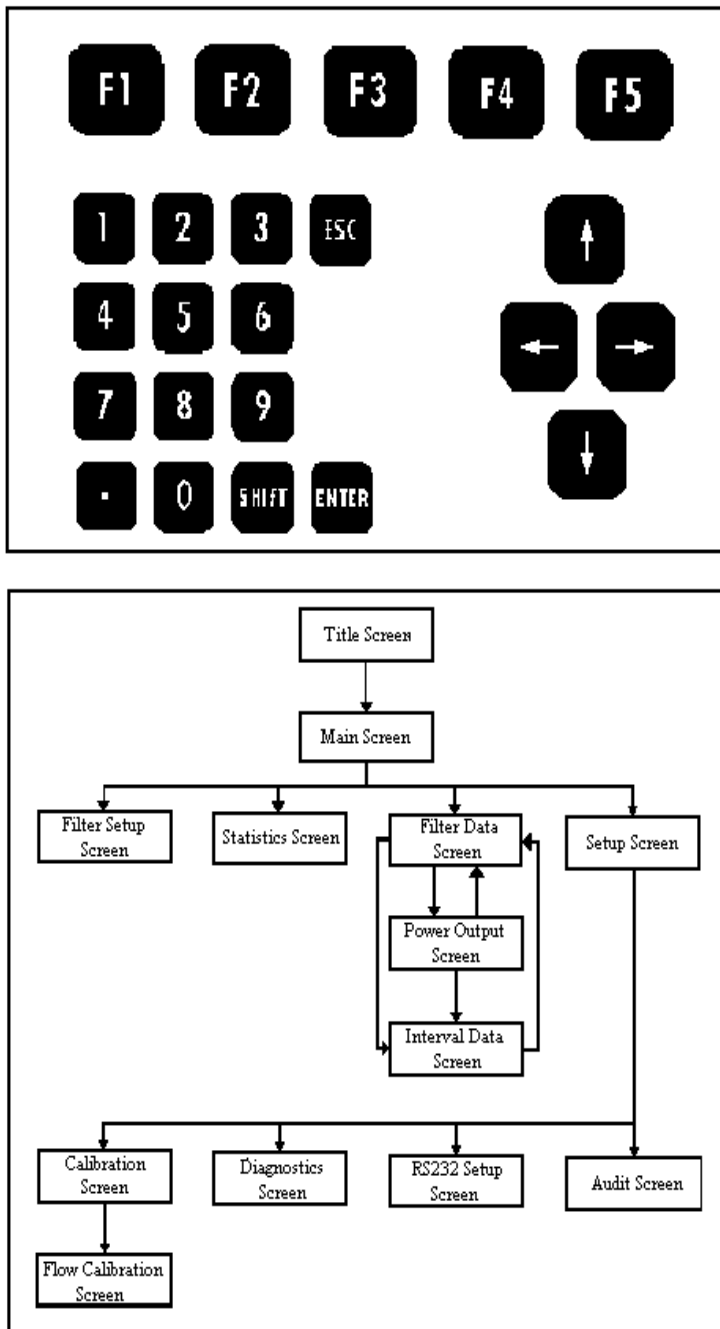 F1 F2 F3 F4 F5
1 2 3 ESC
4 5 6
7 8 9
. 0 SHIFT ENTER
Title Screen
Main Screen
Filter Setup
Screen
Statistics Screen
Filter Data
Screen
Setup Screen
Power Output
Screen
Interval Data
Screen
Calibration
Screen
Diagnostics
Screen
RS232 Setup
Screen
Audit Screen
Flow Calibration
Screen